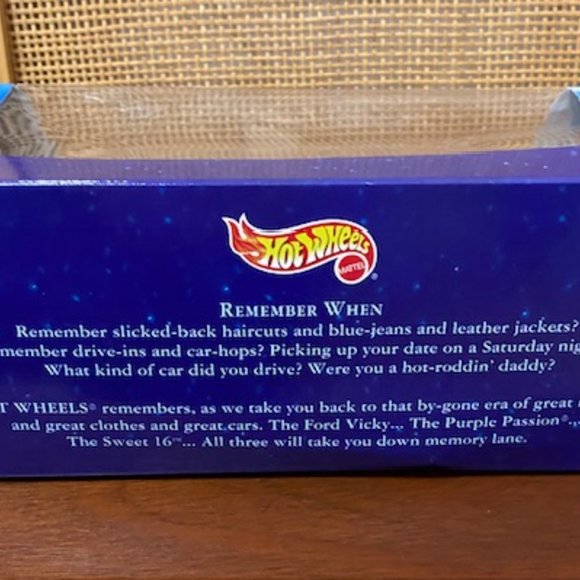 Hot Wheels
MATTEL
REMEMBER WHEN
Remember slicked-back haircuts and blue-jeans and leather jackets?
member drive-ins and car-hops? Picking up your date on a Saturday nig
What kind of car did you drive? Were you a hot-roddin' daddy?
T WHEELS® remembers, as we take you back to that by-gone era of great
and great clothes and great cars. The Ford Vicky... The Purple Passion®...
The Sweet 16™... All three will take you down memory lane.